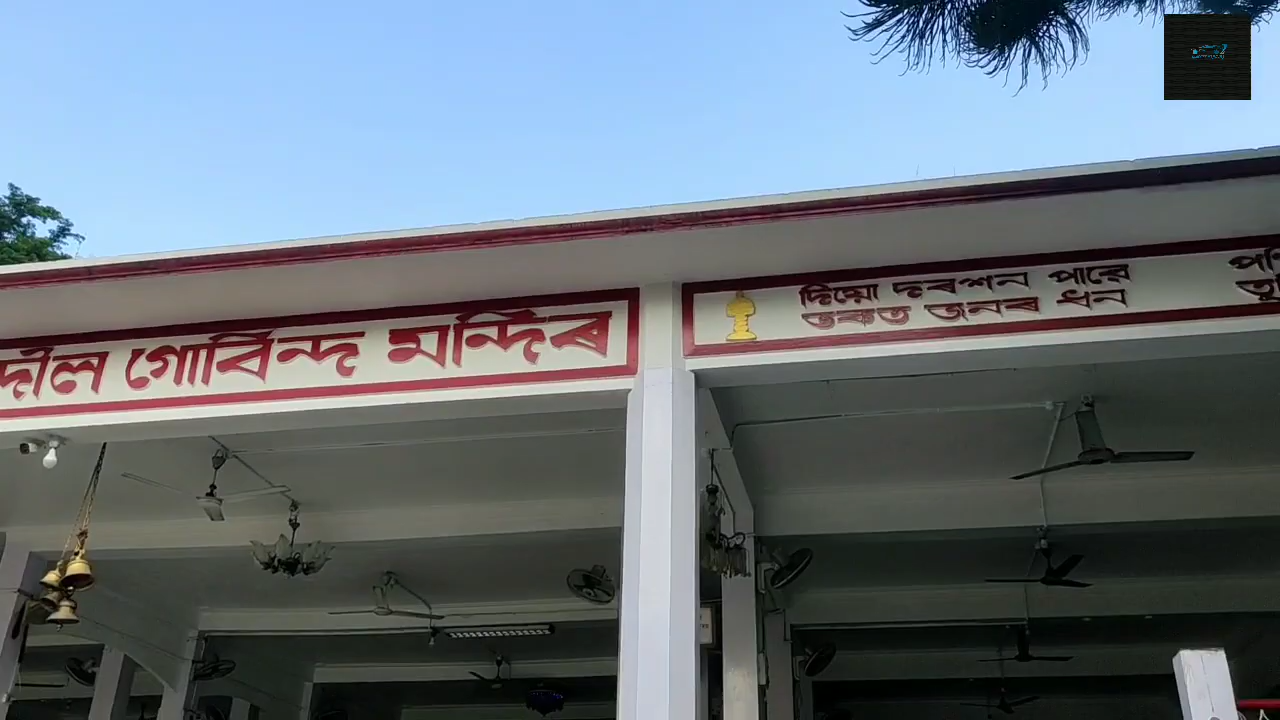 দৌল গোবিন্দ মন্দিৰ
দিয়ো দৰশন পাৰে
ভকত জনৰ ধন